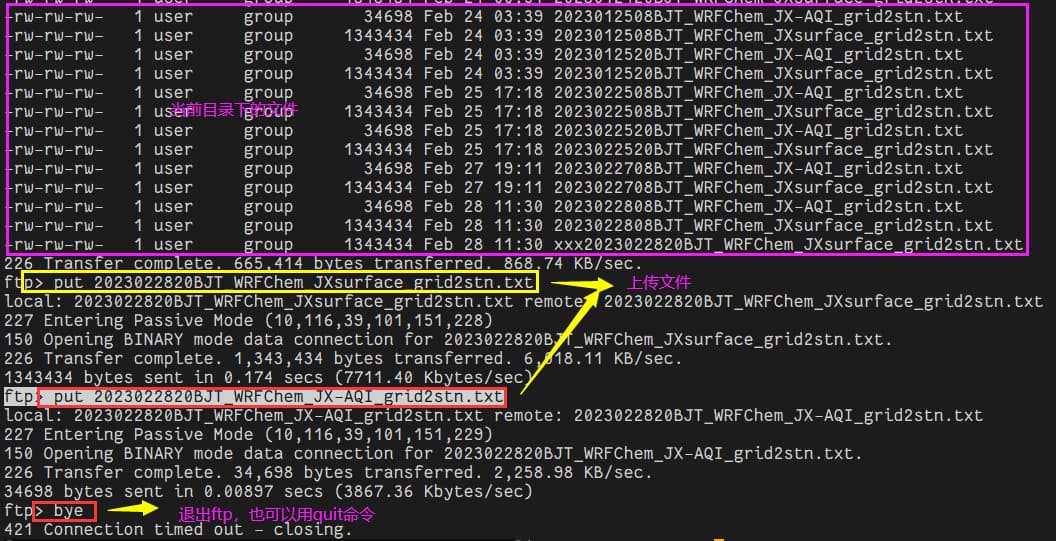 -rw-rw-rw- 1 user group 34698 Feb 24 03:39 2023012508BJT_WRFChem_JX-AQI_grid2stn.txt
-rw-rw-rw- 1 user group 1343434 Feb 24 03:39 2023012508BJT_WRFChem_JXsurface_grid2stn.txt
-rw-rw-rw- 1 user group 34698 Feb 24 03:39 2023012520BJT_WRFChem_JX-AQI_grid2stn.txt
-rw-rw-rw- 1 user group 1343434 Feb 24 03:39 2023012520BJT_WRFChem_JXsurface_grid2stn.txt
-rw-rw-rw- 1 user group 34698 Feb 25 17:18 2023022508BJT_WRFChem_JX-AQI_grid2stn.txt
当前目录下的文件
-rw-rw-rw- 1 user group 1343434 Feb 25 17:18 2023022508BJT_WRFChem_JXsurface_grid2stn.txt
-rw-rw-rw- 1 user group 34698 Feb 25 17:18 2023022520BJT_WRFChem_JX-AQI_grid2stn.txt
-rw-rw-rw- 1 user group 1343434 Feb 25 17:18 2023022520BJT_WRFChem_JXsurface_grid2stn.txt
-rw-rw-rw- 1 user group 34698 Feb 27 19:11 2023022708BJT_WRFChem_JX-AQI_grid2stn.txt
-rw-rw-rw- 1 user group 1343434 Feb 27 19:11 2023022708BJT_WRFChem_JXsurface_grid2stn.txt
-rw-rw-rw- 1 user group 34698 Feb 28 11:30 2023022808BJT_WRFChem_JX-AQI_grid2stn.txt
-rw-rw-rw- 1 user group 1343434 Feb 28 11:30 2023022808BJT_WRFChem_JXsurface_grid2stn.txt
-rw-rw-rw- 1 user group 1343434 Feb 28 11:30 xxx2023022820BJT_WRFChem_JXsurface_grid2stn.txt
226 Transfer complete. 665,414 bytes transferred. 868.74 KB/sec.
ftp> put 2023022820BJT_WRFChem_JXsurface_grid2stn.txt
上传文件
local: 2023022820BJT_WRFChem_JXsurface_grid2stn.txt remote: 2023022820BJT_WRFChem_JXsurface_grid2stn.txt
227 Entering Passive Mode (10,116,39,101,151,228)
150 Opening BINARY mode data connection for 2023022820BJT_WRFChem_JXsurface_grid2stn.txt.
226 Transfer complete. 1,343,434 bytes transferred. KB/sec.
1343434 bytes sent in 0.174 secs (7711.40 Kbytes/sec)
ftp> put 2023022820BJT_WRFChem_JX-AQI_grid2stn.txt
local: 2023022820BJT_WRFChem_JX-AQI_grid2stn.txt remote: 2023022820BJT_WRFChem_JX-AQI_grid2stn.txt
227 Entering Passive Mode (10,116,39,101,151,229)
150 Opening BINARY mode data connection for 2023022820BJT_WRFChem_JX-AQI_grid2stn.txt.
226 Transfer complete. 34,698 bytes transferred. 2,258.98 KB/sec.
34698 bytes sent in 0.00897 secs (3867.36 Kbytes/sec)
ftp> bye
退出ftp，也可以用quit命令
421 Connection timed out - closing.